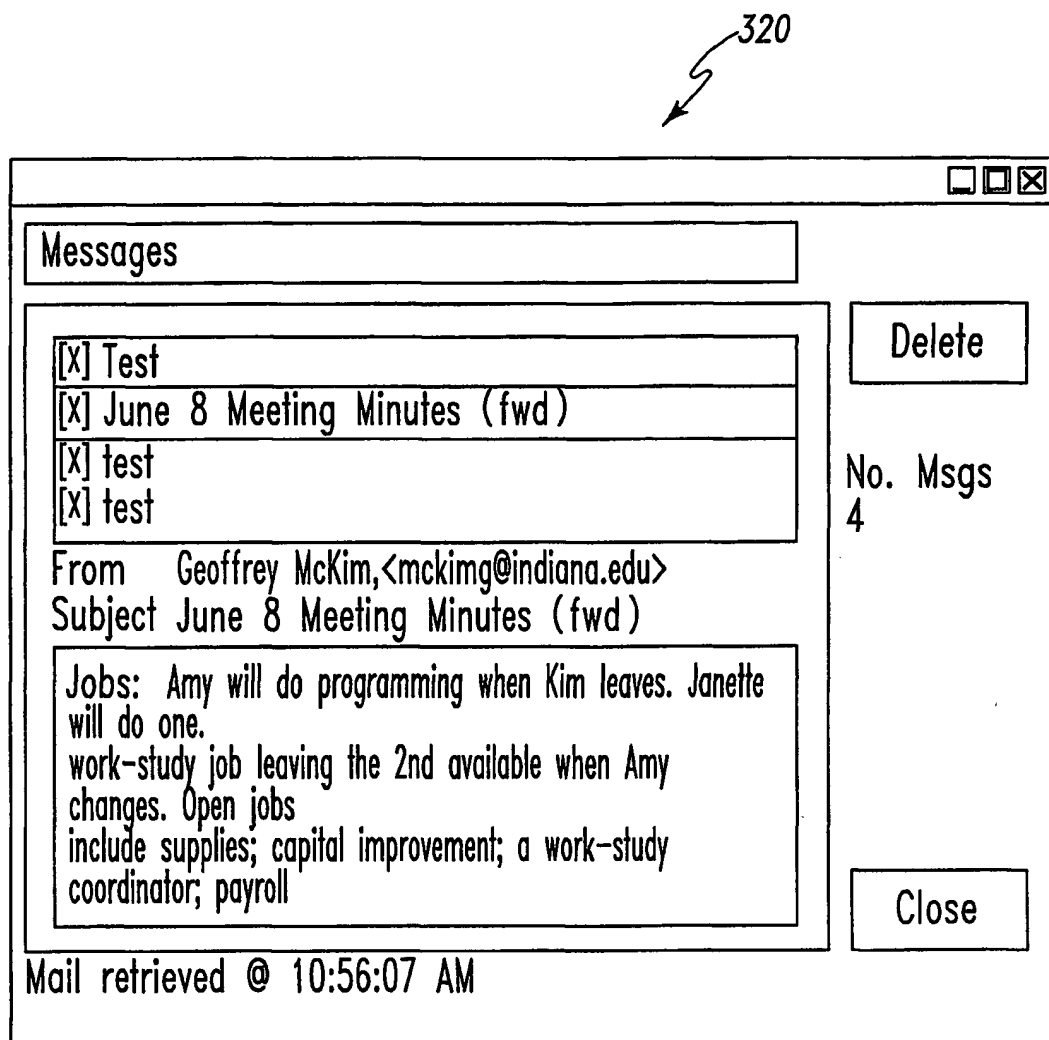 320
Messages
Delete
[X] Test
[X] June 8 Meeting Minutes (fwd)
[X] test
[X] test
No. Msgs
4
From Geoffrey McKim,<mckimg@indiana.edu>
Subject June 8 Meeting Minutes (fwd)
Jobs: Amy will do programming when Kim leaves. Janette
will do one.
work-study job leaving the 2nd available when Amy
changes. Open jobs
include supplies; capital improvement; a work-study
coordinator; payroll
Close
Mail retrieved @ 10:56:07 AM